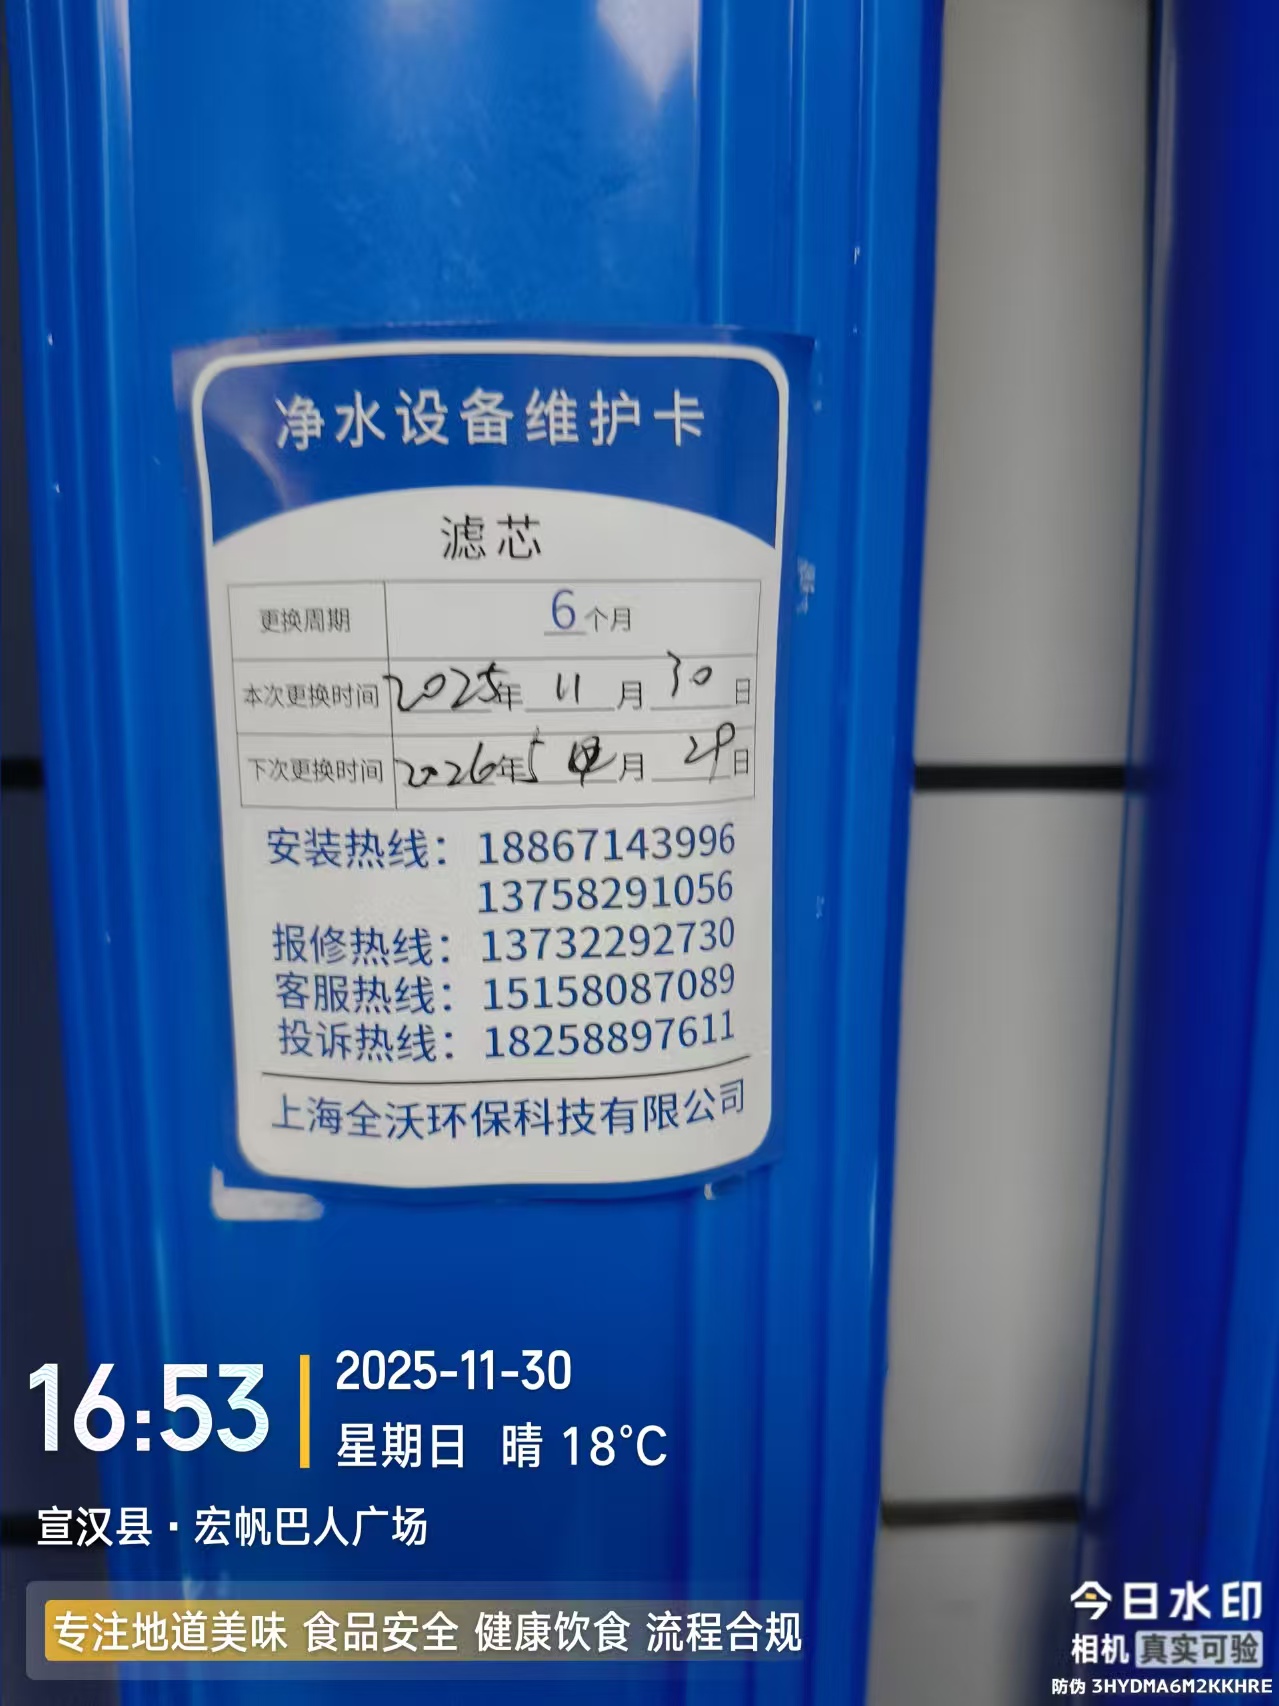 净水设备维护卡
滤芯
更换周期 6个月
本次更换时间 2025年 11月 30日
下次更换时间 2026年 5月 29日
安装热线：18867143996
13758291056
报修热线：13732292730
客服热线：15158087089
投诉热线：18258897611
上海全沃环保科技有限公司
16:53
2025-11-30
星期日 晴 18℃
宣汉县·宏帆巴人广场
专注地道美味 食品安全 健康饮食 流程合规
今日水印
相机 真实可验
防伪 3HYDMA6M2KKHRE